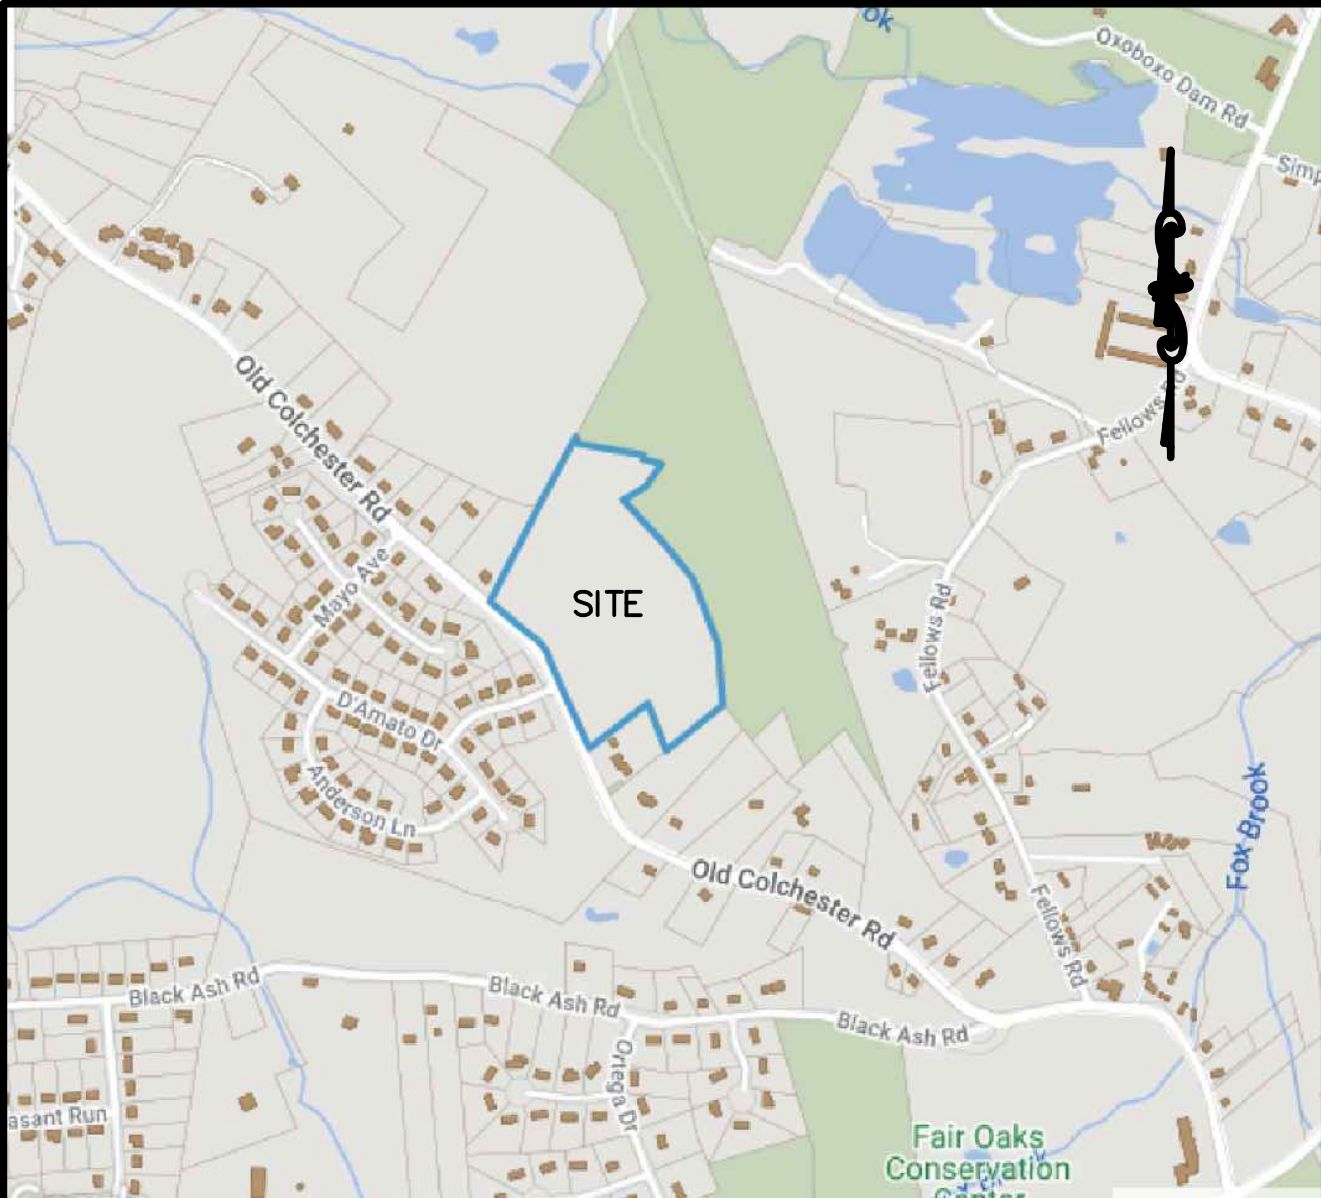 ok
Oxoboxo Dam Rd
Simp
Old Colchester Rd
Fellows Rd
Mayo Ave
SITE
Fellows Rd
D'Amato Dr
Anderson Ln
Fox Brook
Old Colchester Rd
Fellows Rd
Black Ash Rd
Black Ash Rd
Black Ash Rd
Ortega Dr
asant Run
Fair Oaks
Conservation
Center